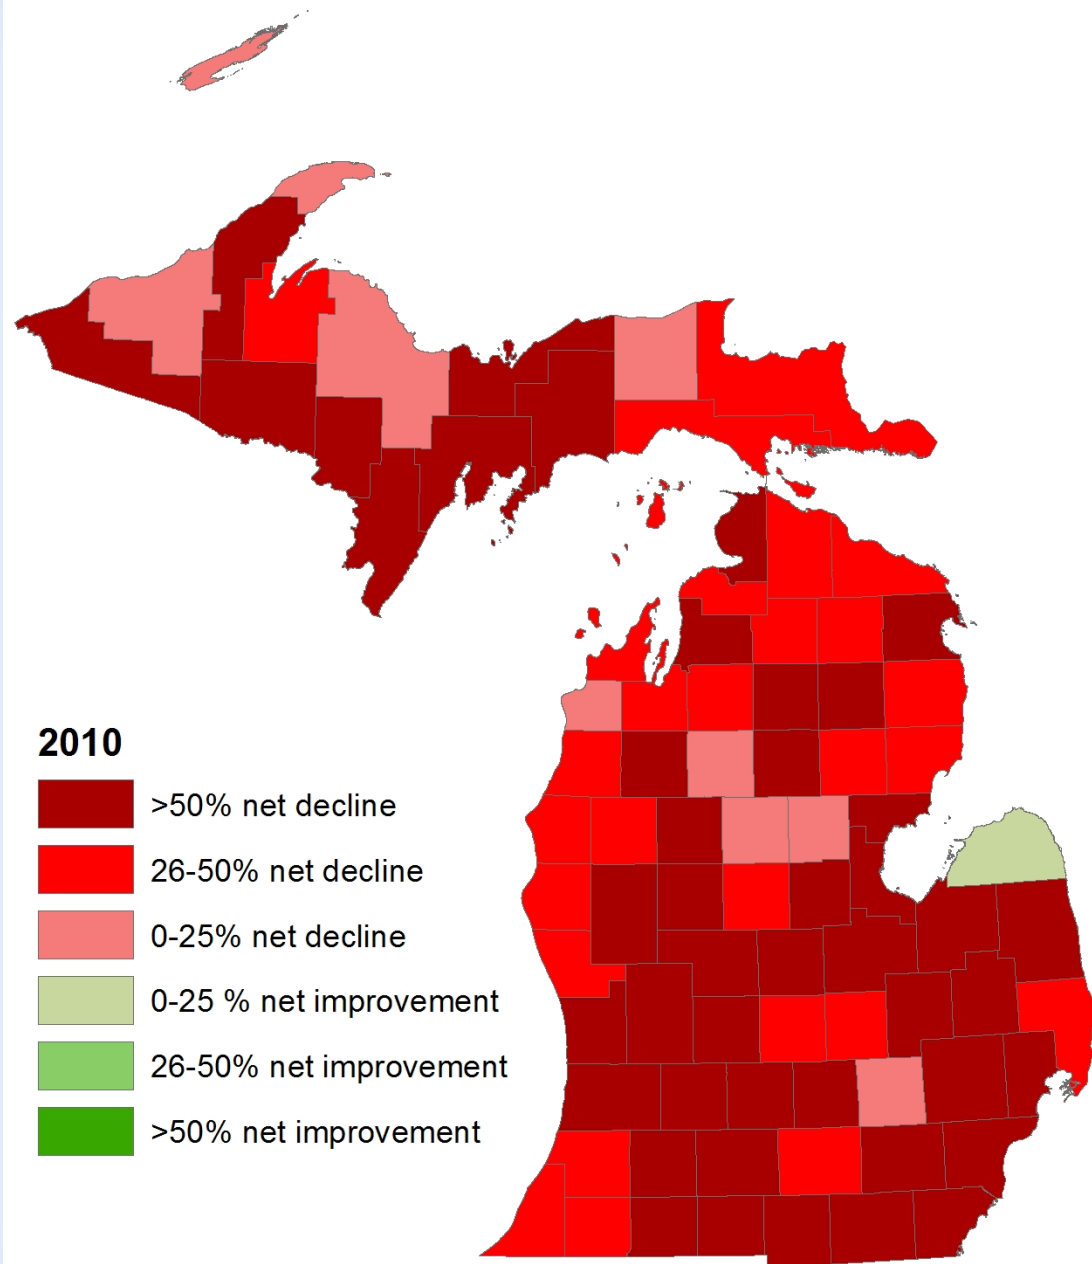 2010
>50% net decline
26-50% net decline
0-25% net decline
0-25 % net improvement
26-50% net improvement
>50% net improvement